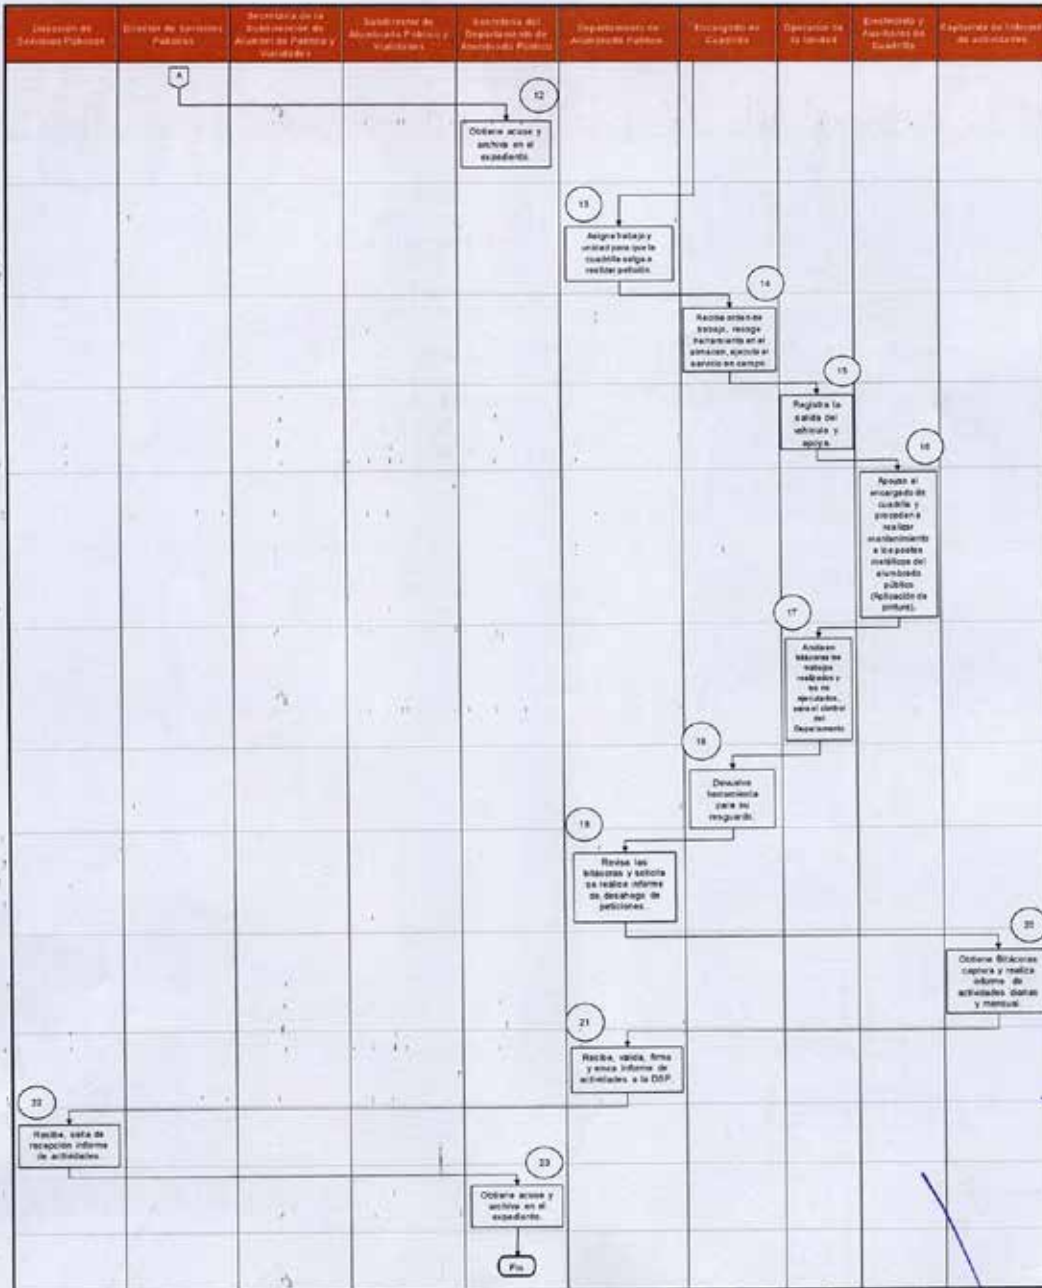 Dirección de
Servicios Públicos
Director de Servicios
Públicos
Secretaria de la
Subdirección de
Alumbrado Público y
Vialidades
Subdirector de
Alumbrado Público y
Vialidades
Secretaria del
Departamento de
Alumbrado Público
Departamento de
Alumbrado Público
Encargado de
Cuadrilla
Operador de
la Unidad
Auxiliares de
Cuadrilla
de actividades
A
12
Obtiene acuse y
archiva en el
expediente.
13
Asigna trabajo y
unidad para que la
cuadrilla salga a
realizar petición.
14
Recibe orden de
trabajo, recoge
herramienta en el
almacen, ejecuta el
servicio en campo.
15
Registra la
salida del
vehículo y
apoya.
16
Apoyan al
encargado de
cuadrilla y
proceden a
realizar
mantenimiento
a los postes
metálicos del
alumbrado
público
(Aplicación de
pintura).
17
Anota en
bitácoras los
trabajos
realizados y
los no
ejecutados,
para el control
del
Departamento
18
Devuelve
herramienta
para su
resguardo.
19
Revisa las
bitácoras y solicita
se realice informe
de desahogo de
peticiones.
20
Obtiene Bitácoras
captura y realiza
informe de
actividades diarias
y mensual
21
Recibe, valida, firma
y envía informe de
actividades a la DSP.
22
Recibe, sella de
recepción informe
de actividades.
23
Obtiene acuse y
archiva en el
expediente.
Fin